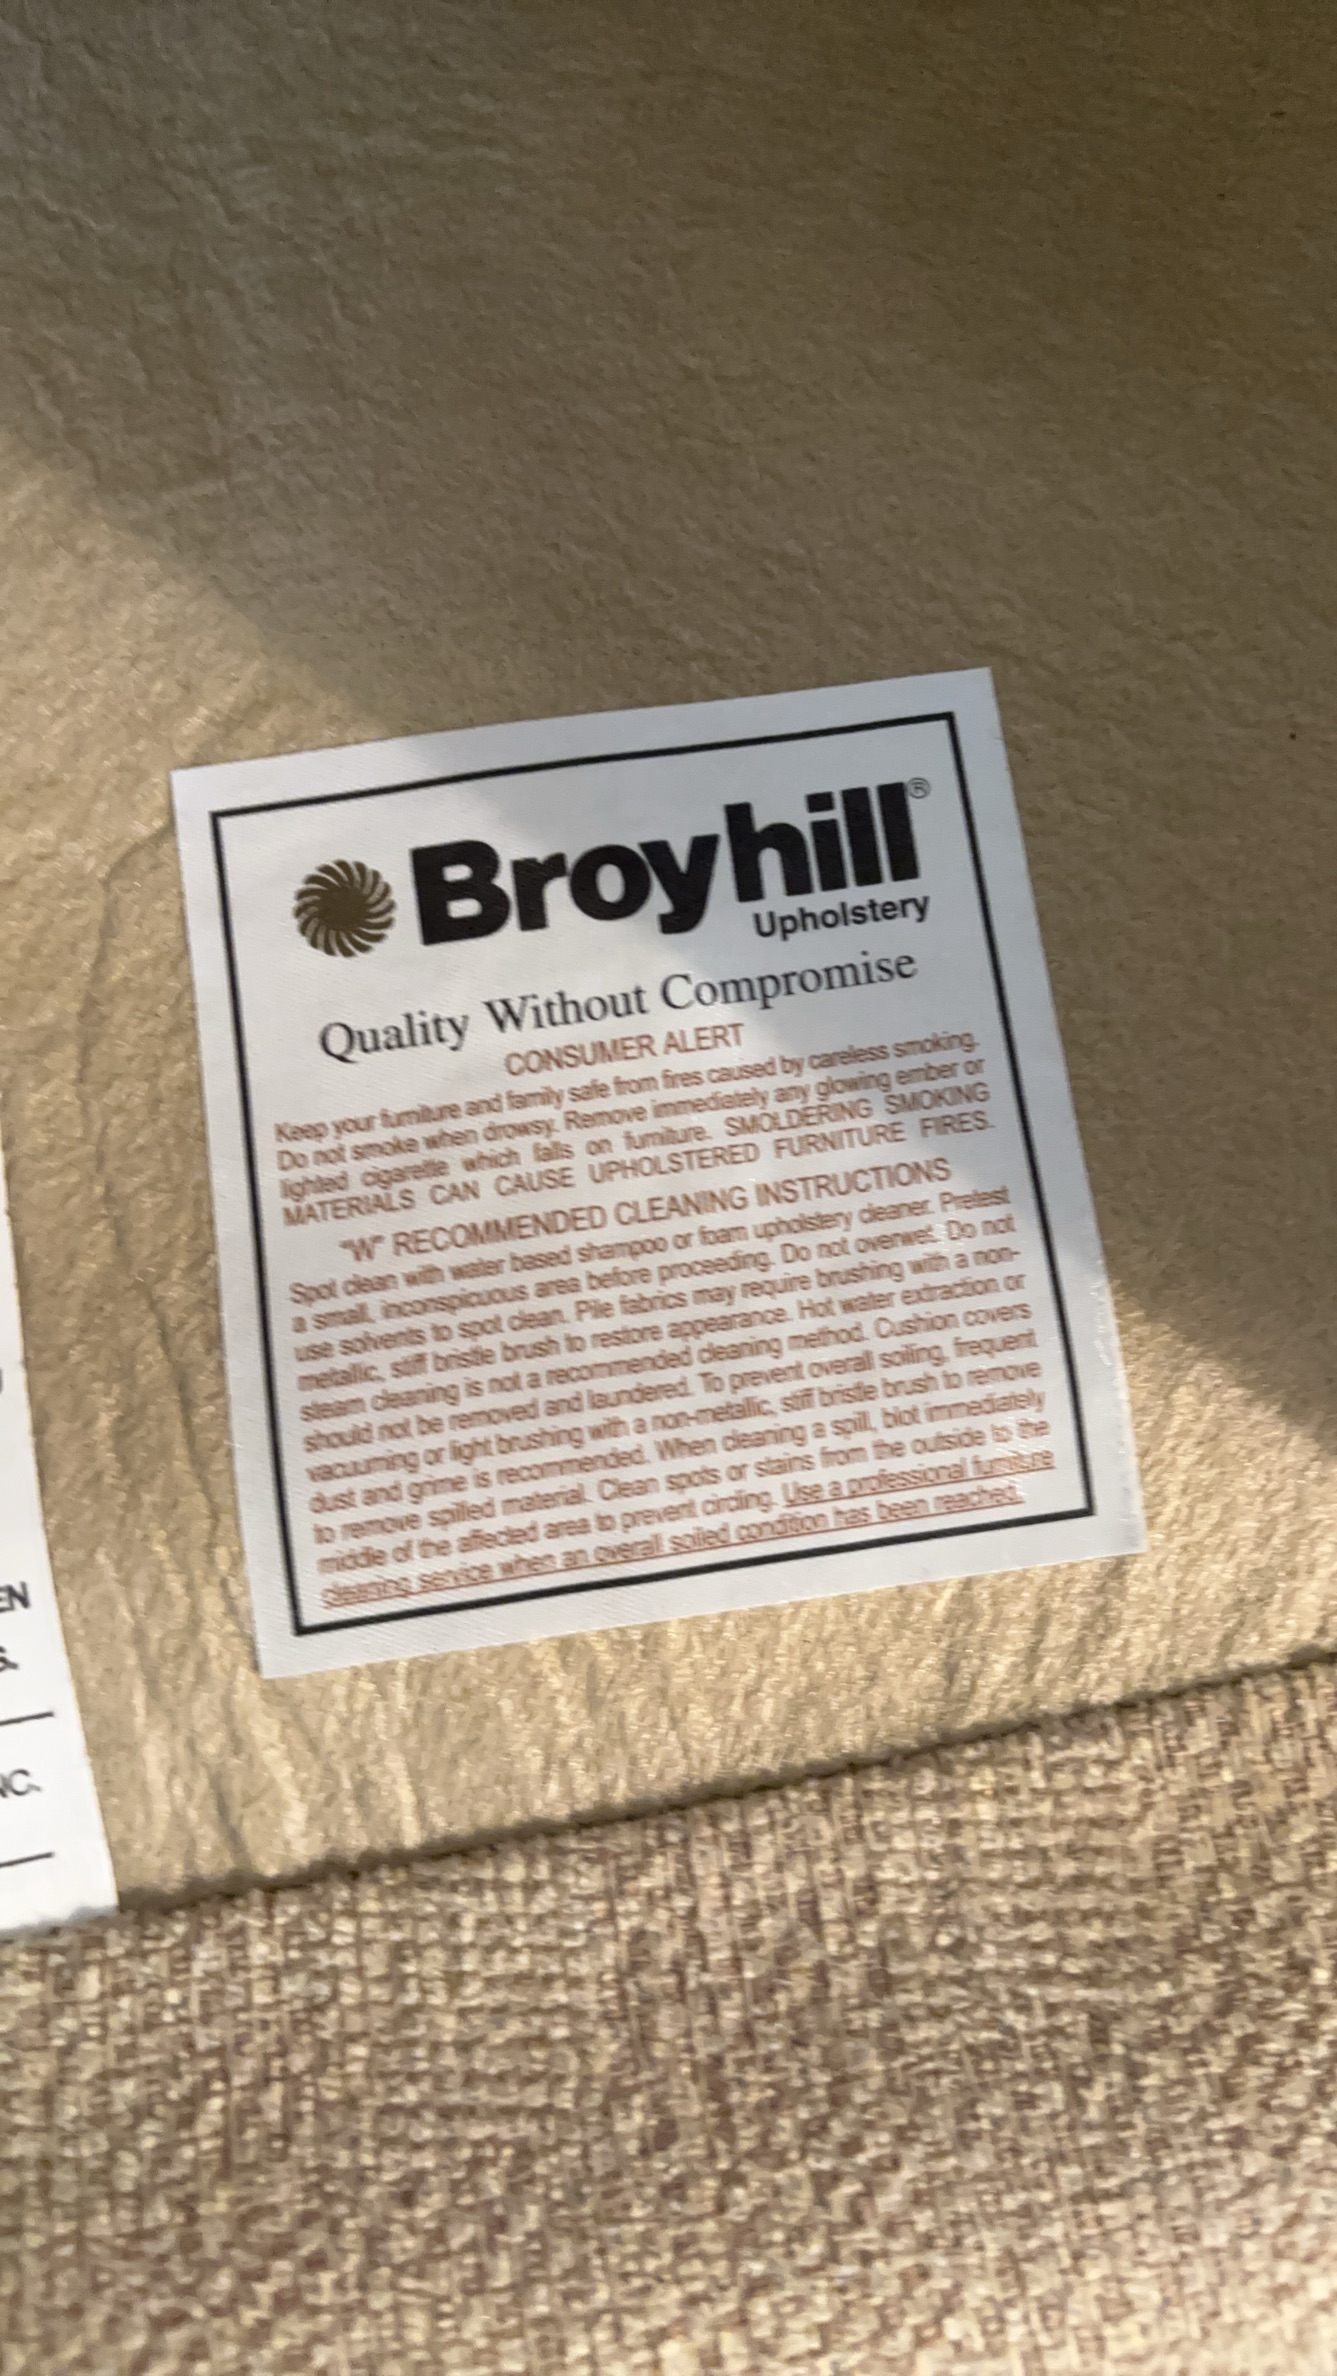 Broyhill®
Upholstery
Quality Without Compromise
CONSUMER ALERT
Keep your furniture and family safe from fires caused by careless smoking.
Do not smoke when drowsy. Remove immediately any glowing ember or
lighted cigarette which falls on furniture. SMOLDERING SMOKING
MATERIALS CAN CAUSE UPHOLSTERED FURNITURE FIRES.
"W" RECOMMENDED CLEANING INSTRUCTIONS
Spot clean with water based shampoo or foam upholstery cleaner. Pretest
a small, inconspicuous area before proceeding. Do not overwet. Do not
use solvents to spot clean. Pile fabrics may require brushing with a non-
metallic, stiff bristle brush to restore appearance. Hot water extraction or
steam cleaning is not a recommended cleaning method. Cushion covers
should not be removed and laundered. To prevent overall soiling, frequent
vacuuming or light brushing with a non-metallic, stiff bristle brush to remove
dust and grime is recommended. When cleaning a spill, blot immediately
to remove spilled material. Clean spots or stains from the outside to the
middle of the affected area to prevent circling. Use a professional furniture
cleaning service when an overall soiled condition has been reached.
EN
&
NC.